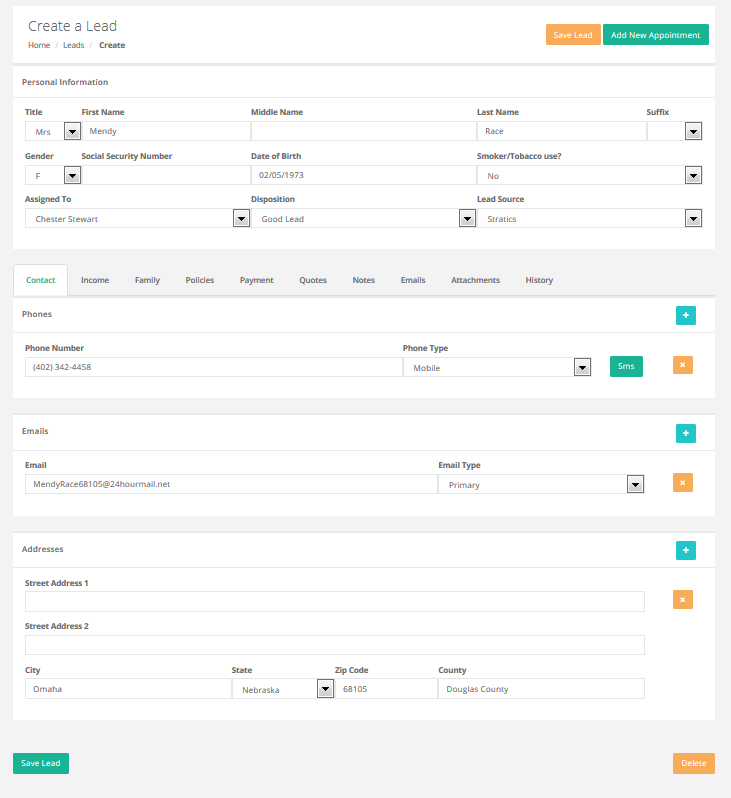 Create a Lead
Home / Leads / Create
Save Lead Add New Appointment
Personal Information
Title First Name Middle Name Last Name Suffix
Mrs Mendy Race
Gender Social Security Number Date of Birth Smoker/Tobacco use?
F 02/05/1973 No
Assigned To Disposition Lead Source
Chester Stewart Good Lead Stratics
Contact Income Family Policies Payment Quotes Notes Emails Attachments History
Phones +
Phone Number Phone Type
(402) 342-4458 Mobile Sms ×
Emails +
Email Email Type
MendyRace68105@24hourmail.net Primary ×
Addresses +
Street Address 1
×
Street Address 2
City State Zip Code County
Omaha Nebraska 68105 Douglas County
Save Lead Delete